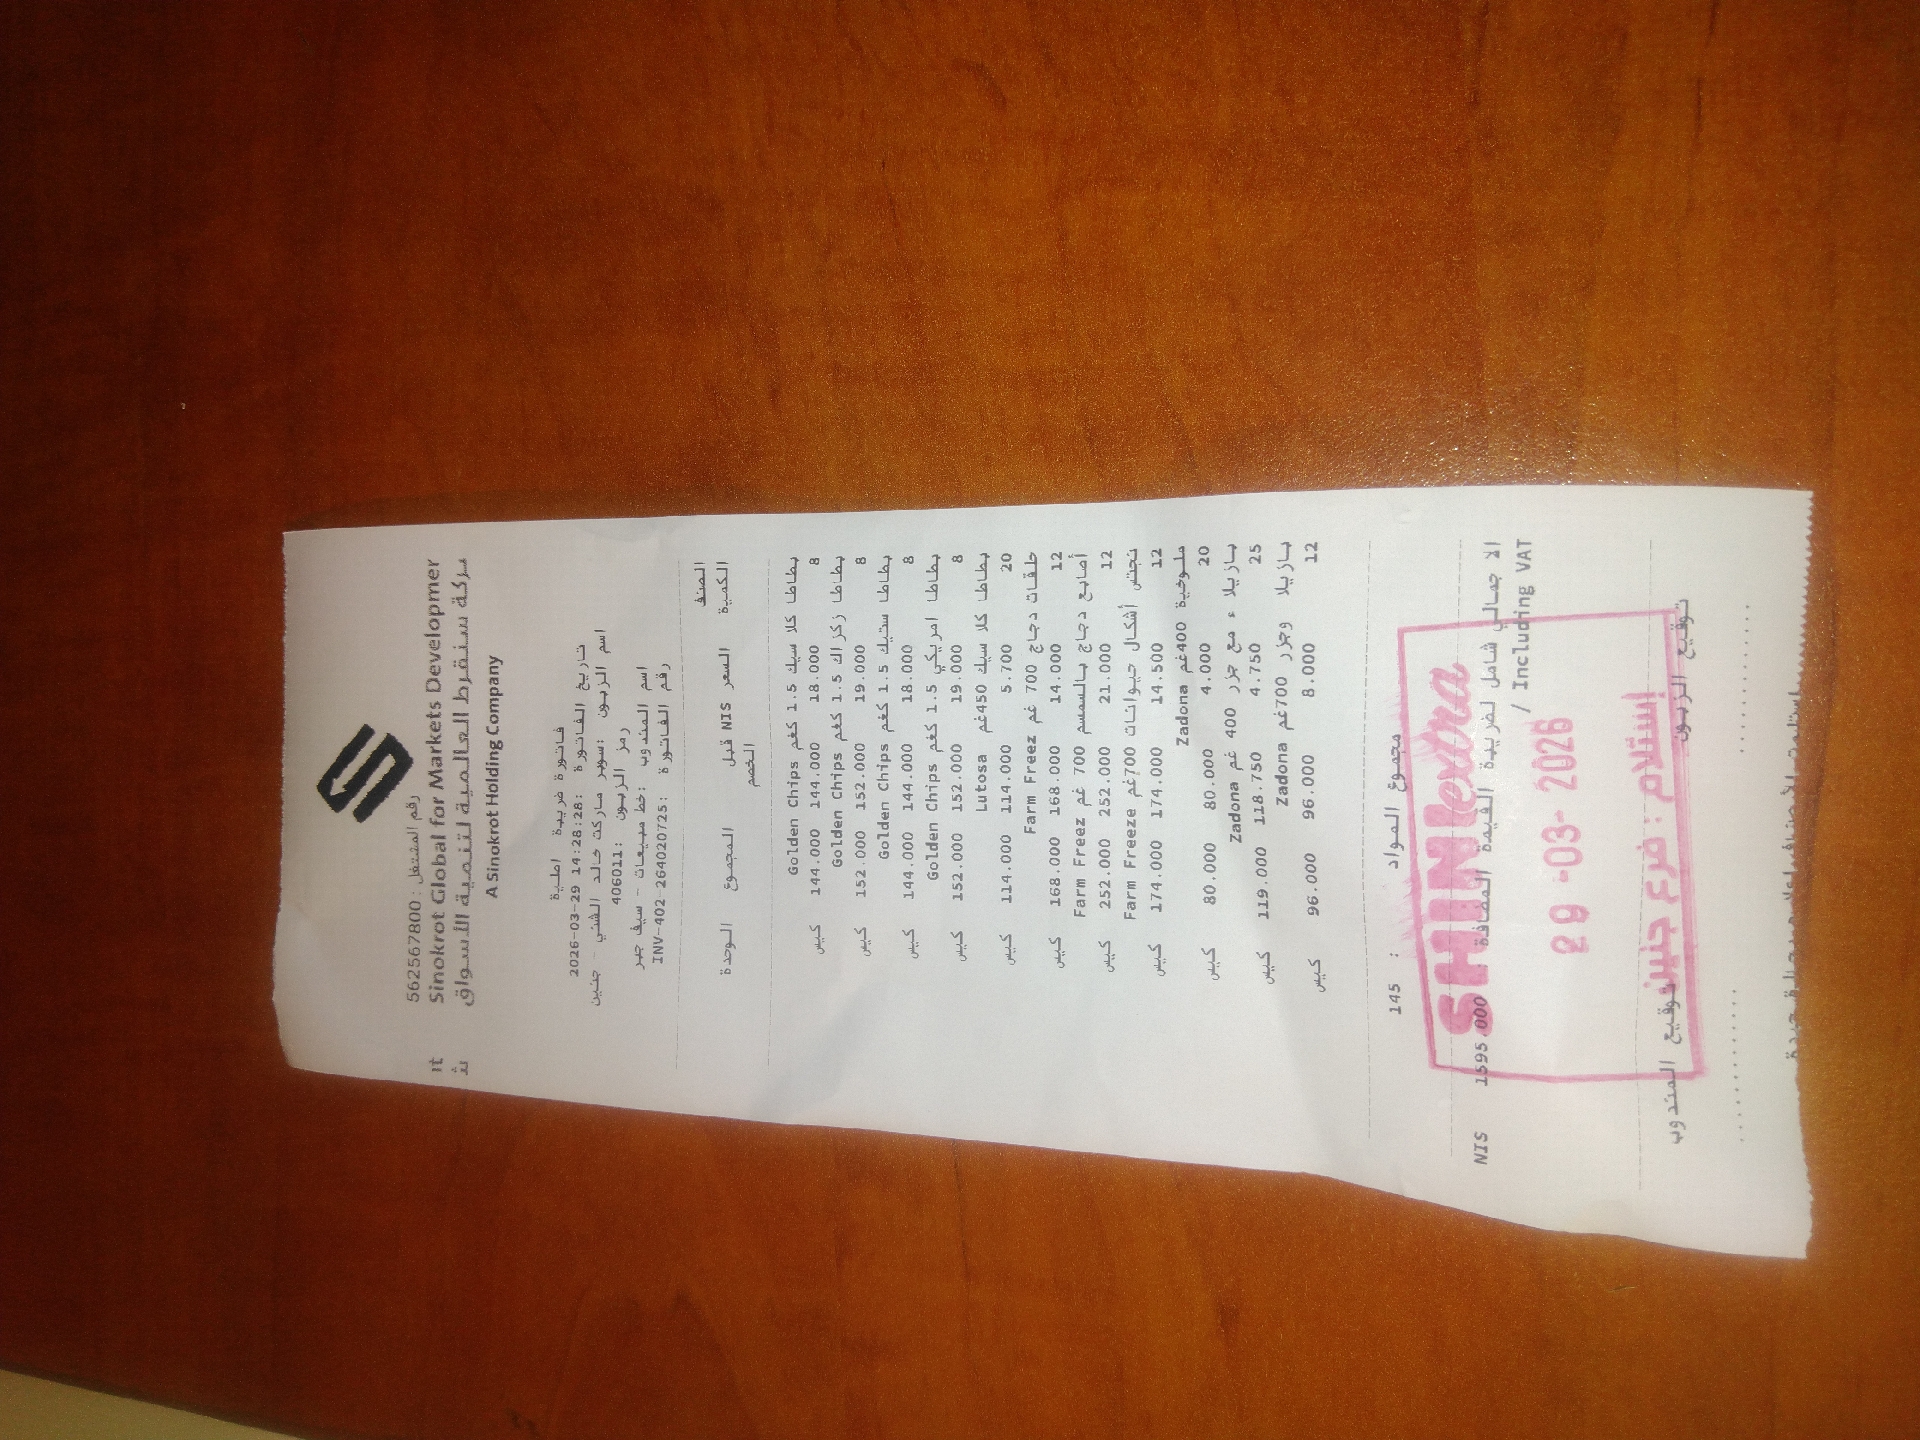 رقم المشتغل : 562567800
Sinokrot Global for Markets Developmer
nt
شركة سنقرط العالمية لتنمية الأسواق
A Sinokrot Holding Company
فاتورة ضريبة اصلية
تاريخ الفاتورة :2026-03-29 14:28:28
اسم الزبون :سوبر ماركت خالد الشني - جنين
رمز الزبون :406011
اسم المندوب :خط مبيعات - سيف جبر
رقم الفاتورة :INV-402-264020725
الصنف
الكمية السعر NIS قبل المجموع الوحدة
الخصم
بطاطا كلاسيك 1.5 كغم Golden Chips
8 18.000 144.000 144.000 كيس
بطاطا زكزاك 1.5 كغم Golden Chips
8 19.000 152.000 152.000 كيس
بطاطا ستيك 1.5 كغم Golden Chips
8 18.000 144.000 144.000 كيس
بطاطا امريكي 1.5 كغم Golden Chips
8 19.000 152.000 152.000 كيس
بطاطا كلاسيك 450غم Lutosa
20 5.700 114.000 114.000 كيس
حلقات دجاج 700 غم Farm Freez
12 14.000 168.000 168.000 كيس
أصابع دجاج بالسمسم 700 غم Farm Freez
12 21.000 252.000 252.000 كيس
نجتس أشكال حيوانات 700غم Farm Freeze
12 14.500 174.000 174.000 كيس
ملوخية 400غم Zadona
20 4.000 80.000 80.000 كيس
بازيلاء مع جزر 400 غم Zadona
25 4.750 118.750 119.000 كيس
بازيلا وجزر 700غم Zadona
12 8.000 96.000 96.000 كيس
مجموع المواد : 145
SHINIextra
الاجمالي شامل لضريبة القيمة المضافة 1595.000 NIS
/ Including VAT
29 -03- 2026
إستلام : فرع جنين
توقيع الزبون توقيع المندوب